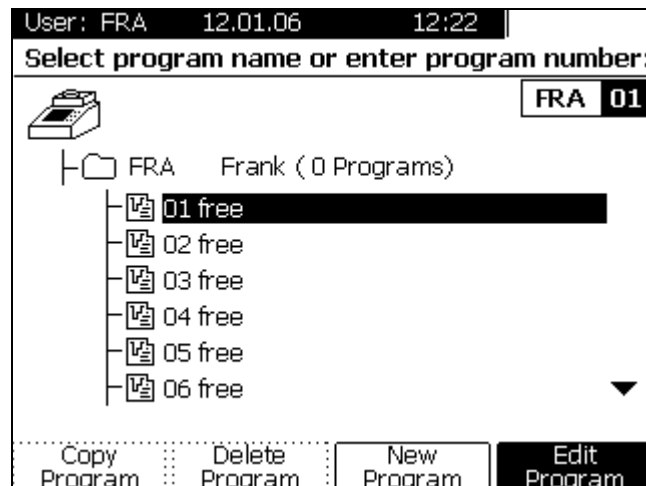 User: FRA 12.01.06 12:22
Select program name or enter program number:
FRA 01
FRA Frank ( 0 Programs)
01 free
02 free
03 free
04 free
05 free
06 free
Copy Delete New Edit
Program Program Program Program